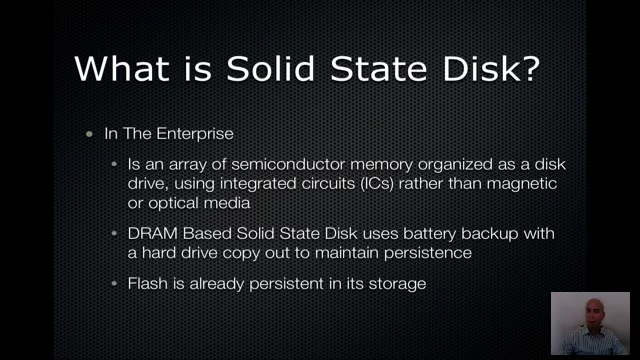 What is Solid State Disk?
In The Enterprise
Is an array of semiconductor memory organized as a disk
drive, using integrated circuits (ICs) rather than magnetic
or optical media
DRAM Based Solid State Disk uses battery backup with
a hard drive copy out to maintain persistence
Flash is already persistent in its storage